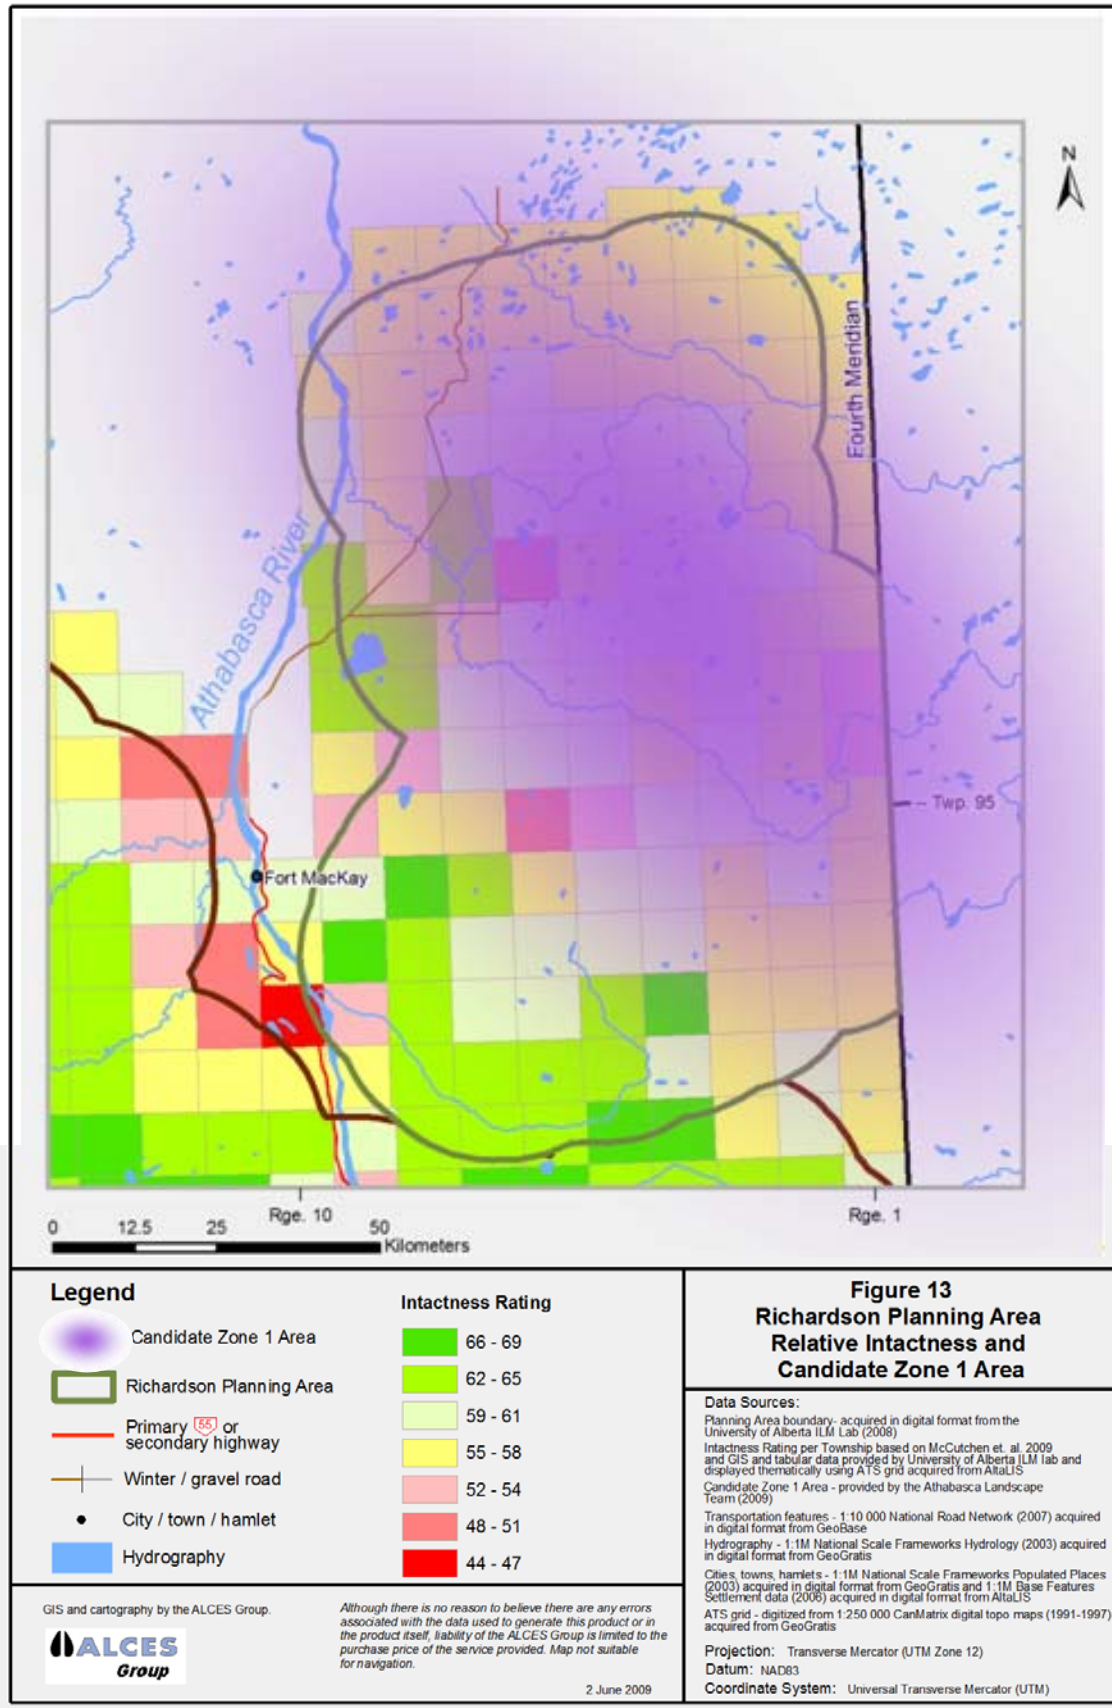 N
Fourth Meridian
Athabasca River
-- Twp. 95
Fort MacKay
Rge. 10
Rge. 1
0 12.5 25 50
Kilometers
Legend
Candidate Zone 1 Area
Richardson Planning Area
Primary 55 or
secondary highway
Winter / gravel road
City / town / hamlet
Hydrography
Intactness Rating
66 - 69
62 - 65
59 - 61
55 - 58
52 - 54
48 - 51
44 - 47
Figure 13
Richardson Planning Area
Relative Intactness and
Candidate Zone 1 Area
Data Sources:
Planning Area boundary- acquired in digital format from the
University of Alberta ILM Lab (2008)
Intactness Rating per Township based on McCutchen et. al. 2009
and GIS and tabular data provided by University of Alberta ILM lab and
displayed thematically using ATS grid acquired from AltaLIS
Candidate Zone 1 Area - provided by the Athabasca Landscape
Team (2009)
Transportation features - 1:10 000 National Road Network (2007) acquired
in digital format from GeoBase
Hydrography - 1:1M National Scale Frameworks Hydrology (2003) acquired
in digital format from GeoGratis
Cities, towns, hamlets - 1:1M National Scale Frameworks Populated Places
(2003) acquired in digital format from GeoGratis and 1:1M Base Features
Settlement data (2006) acquired in digital format from AltaLIS
ATS grid - digitized from 1:250 000 CanMatrix digital topo maps (1991-1997)
acquired from GeoGratis
Projection: Transverse Mercator (UTM Zone 12)
Datum: NAD83
Coordinate System: Universal Transverse Mercator (UTM)
GIS and cartography by the ALCES Group.
ALCES
Group
Although there is no reason to believe there are any errors
associated with the data used to generate this product or in
the product itself, liability of the ALCES Group is limited to the
purchase price of the service provided. Map not suitable
for navigation.
2 June 2009